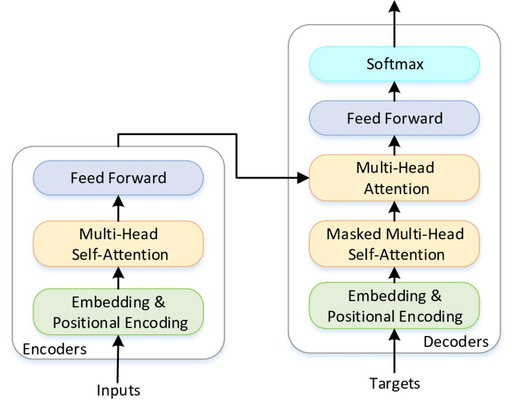 Feed Forward
Multi-Head
Self-Attention
Embedding &
Positional Encoding
Encoders
Inputs
Softmax
Feed Forward
Multi-Head
Attention
Masked Multi-Head
Self-Attention
Embedding &
Positional Encoding
Decoders
Targets